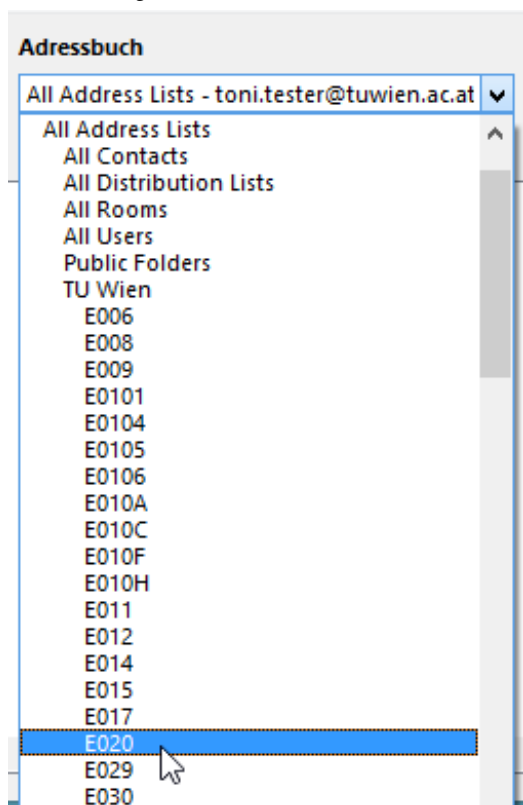 Adressbuch
All Address Lists - toni.tester@tuwien.ac.at
All Address Lists
All Contacts
All Distribution Lists
All Rooms
All Users
Public Folders
TU Wien
E006
E008
E009
E0101
E0104
E0105
E0106
E010A
E010C
E010F
E010H
E011
E012
E014
E015
E017
E020
E029
E030